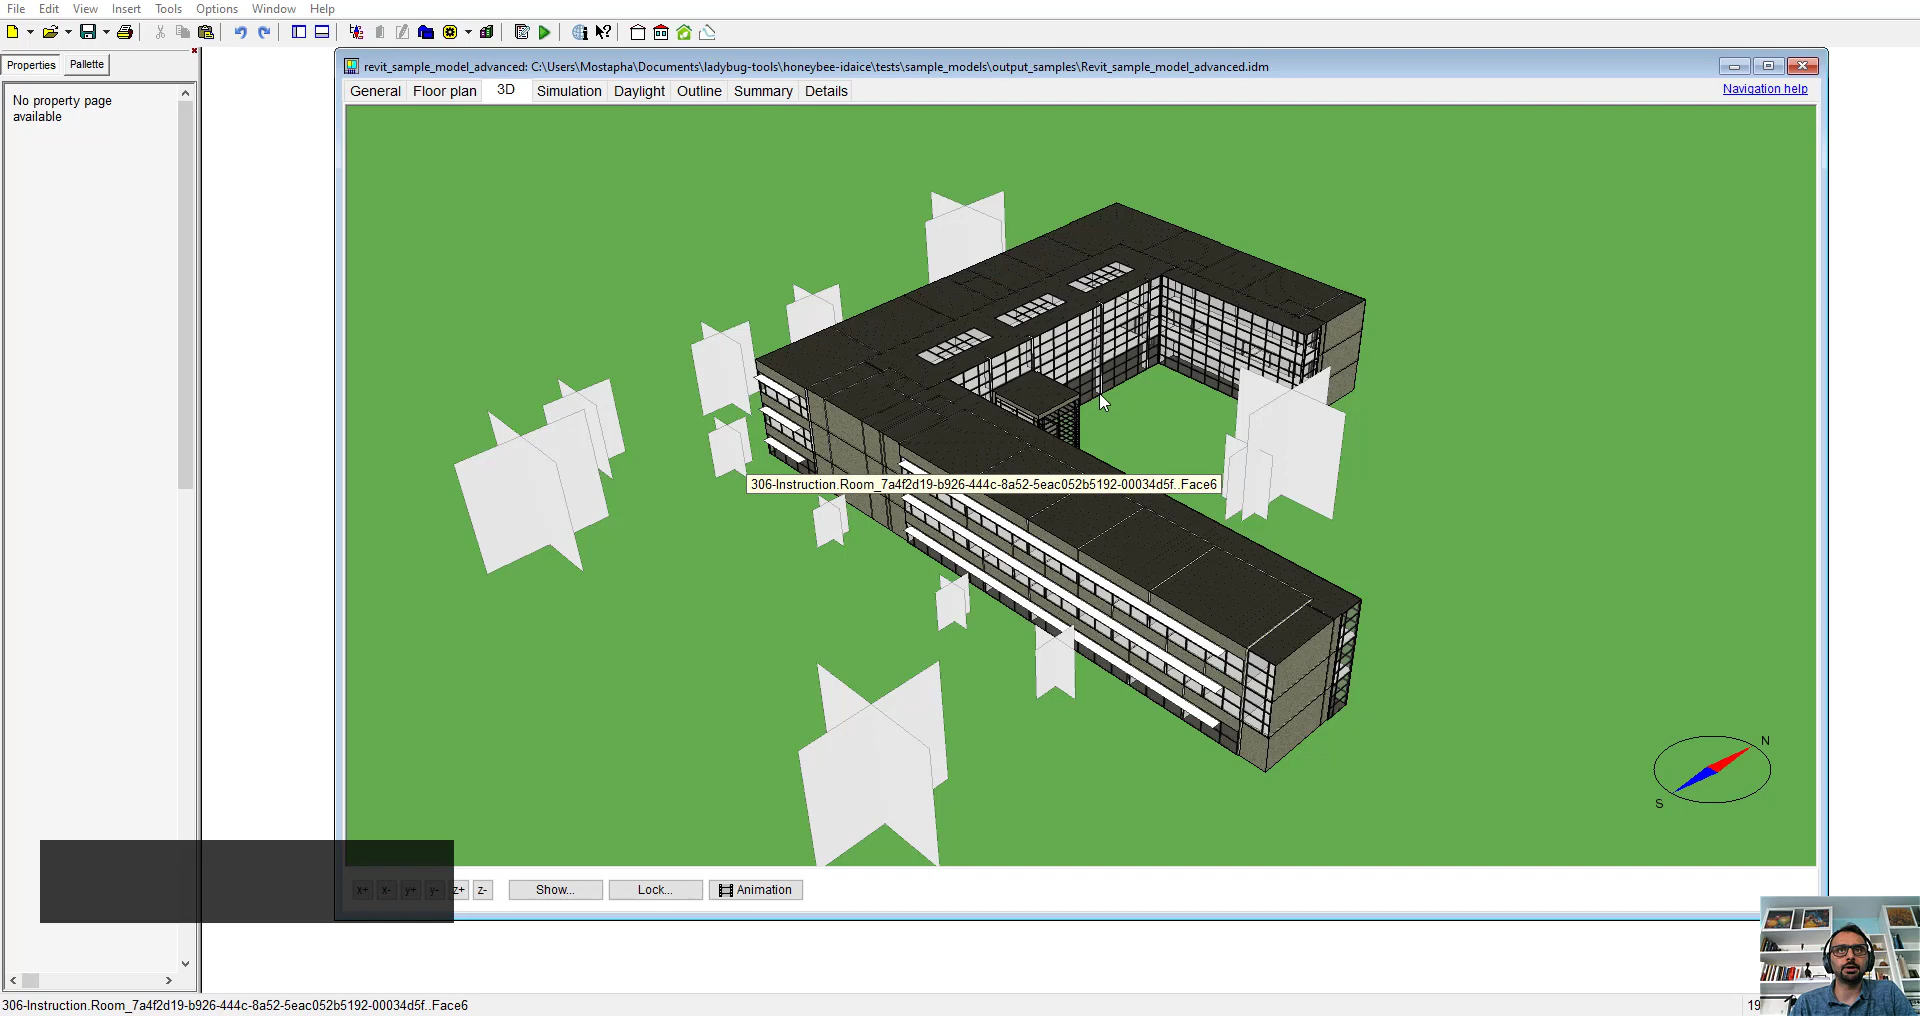 File Edit View Insert Tools Options Window Help
Properties Pallette
No property page
available
revit_sample_model_advanced: C:\Users\Mostapha\Documents\ladybug-tools\honeybee-idaice\tests\sample_models\output_samples\Revit_sample_model_advanced.idm
General Floor plan 3D Simulation Daylight Outline Summary Details
Navigation help
306-Instruction.Room_7a4f2d19-b926-444c-8a52-5eac052b5192-00034d5f..Face6
N
S
x+ x- y+ y- z+ z- Show... Lock... Animation
306-Instruction.Room_7a4f2d19-b926-444c-8a52-5eac052b5192-00034d5f..Face6